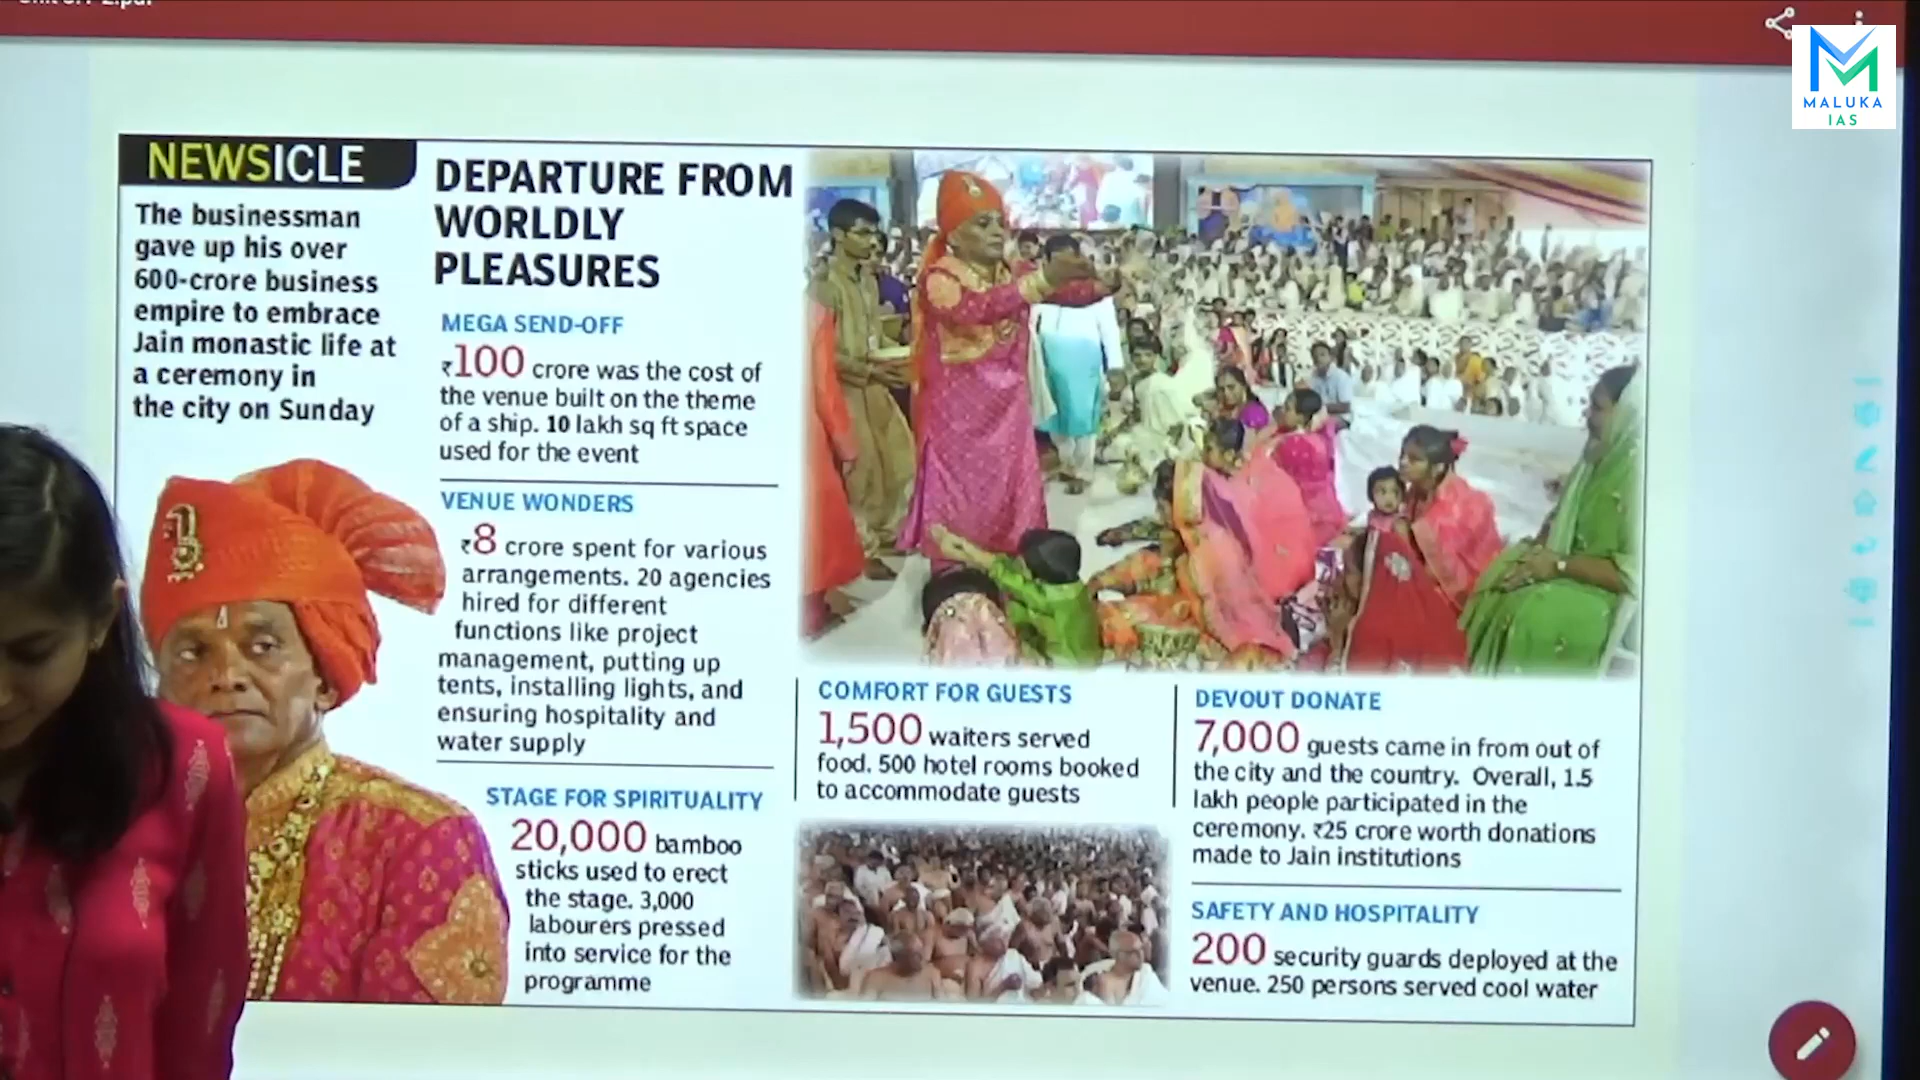 MALUKA
IAS
NEWSICLE
The businessman
gave up his over
600-crore business
empire to embrace
Jain monastic life at
a ceremony in
the city on Sunday
DEPARTURE FROM
WORLDLY
PLEASURES
MEGA SEND-OFF
₹100 crore was the cost of
the venue built on the theme
of a ship. 10 lakh sq ft space
used for the event
VENUE WONDERS
₹8 crore spent for various
arrangements. 20 agencies
hired for different
functions like project
management, putting up
tents, installing lights, and
ensuring hospitality and
water supply
STAGE FOR SPIRITUALITY
20,000 bamboo
sticks used to erect
the stage. 3,000
labourers pressed
into service for the
programme
COMFORT FOR GUESTS
1,500 waiters served
food. 500 hotel rooms booked
to accommodate guests
DEVOUT DONATE
7,000 guests came in from out of
the city and the country. Overall, 1.5
lakh people participated in the
ceremony. ₹25 crore worth donations
made to Jain institutions
SAFETY AND HOSPITALITY
200 security guards deployed at the
venue. 250 persons served cool water